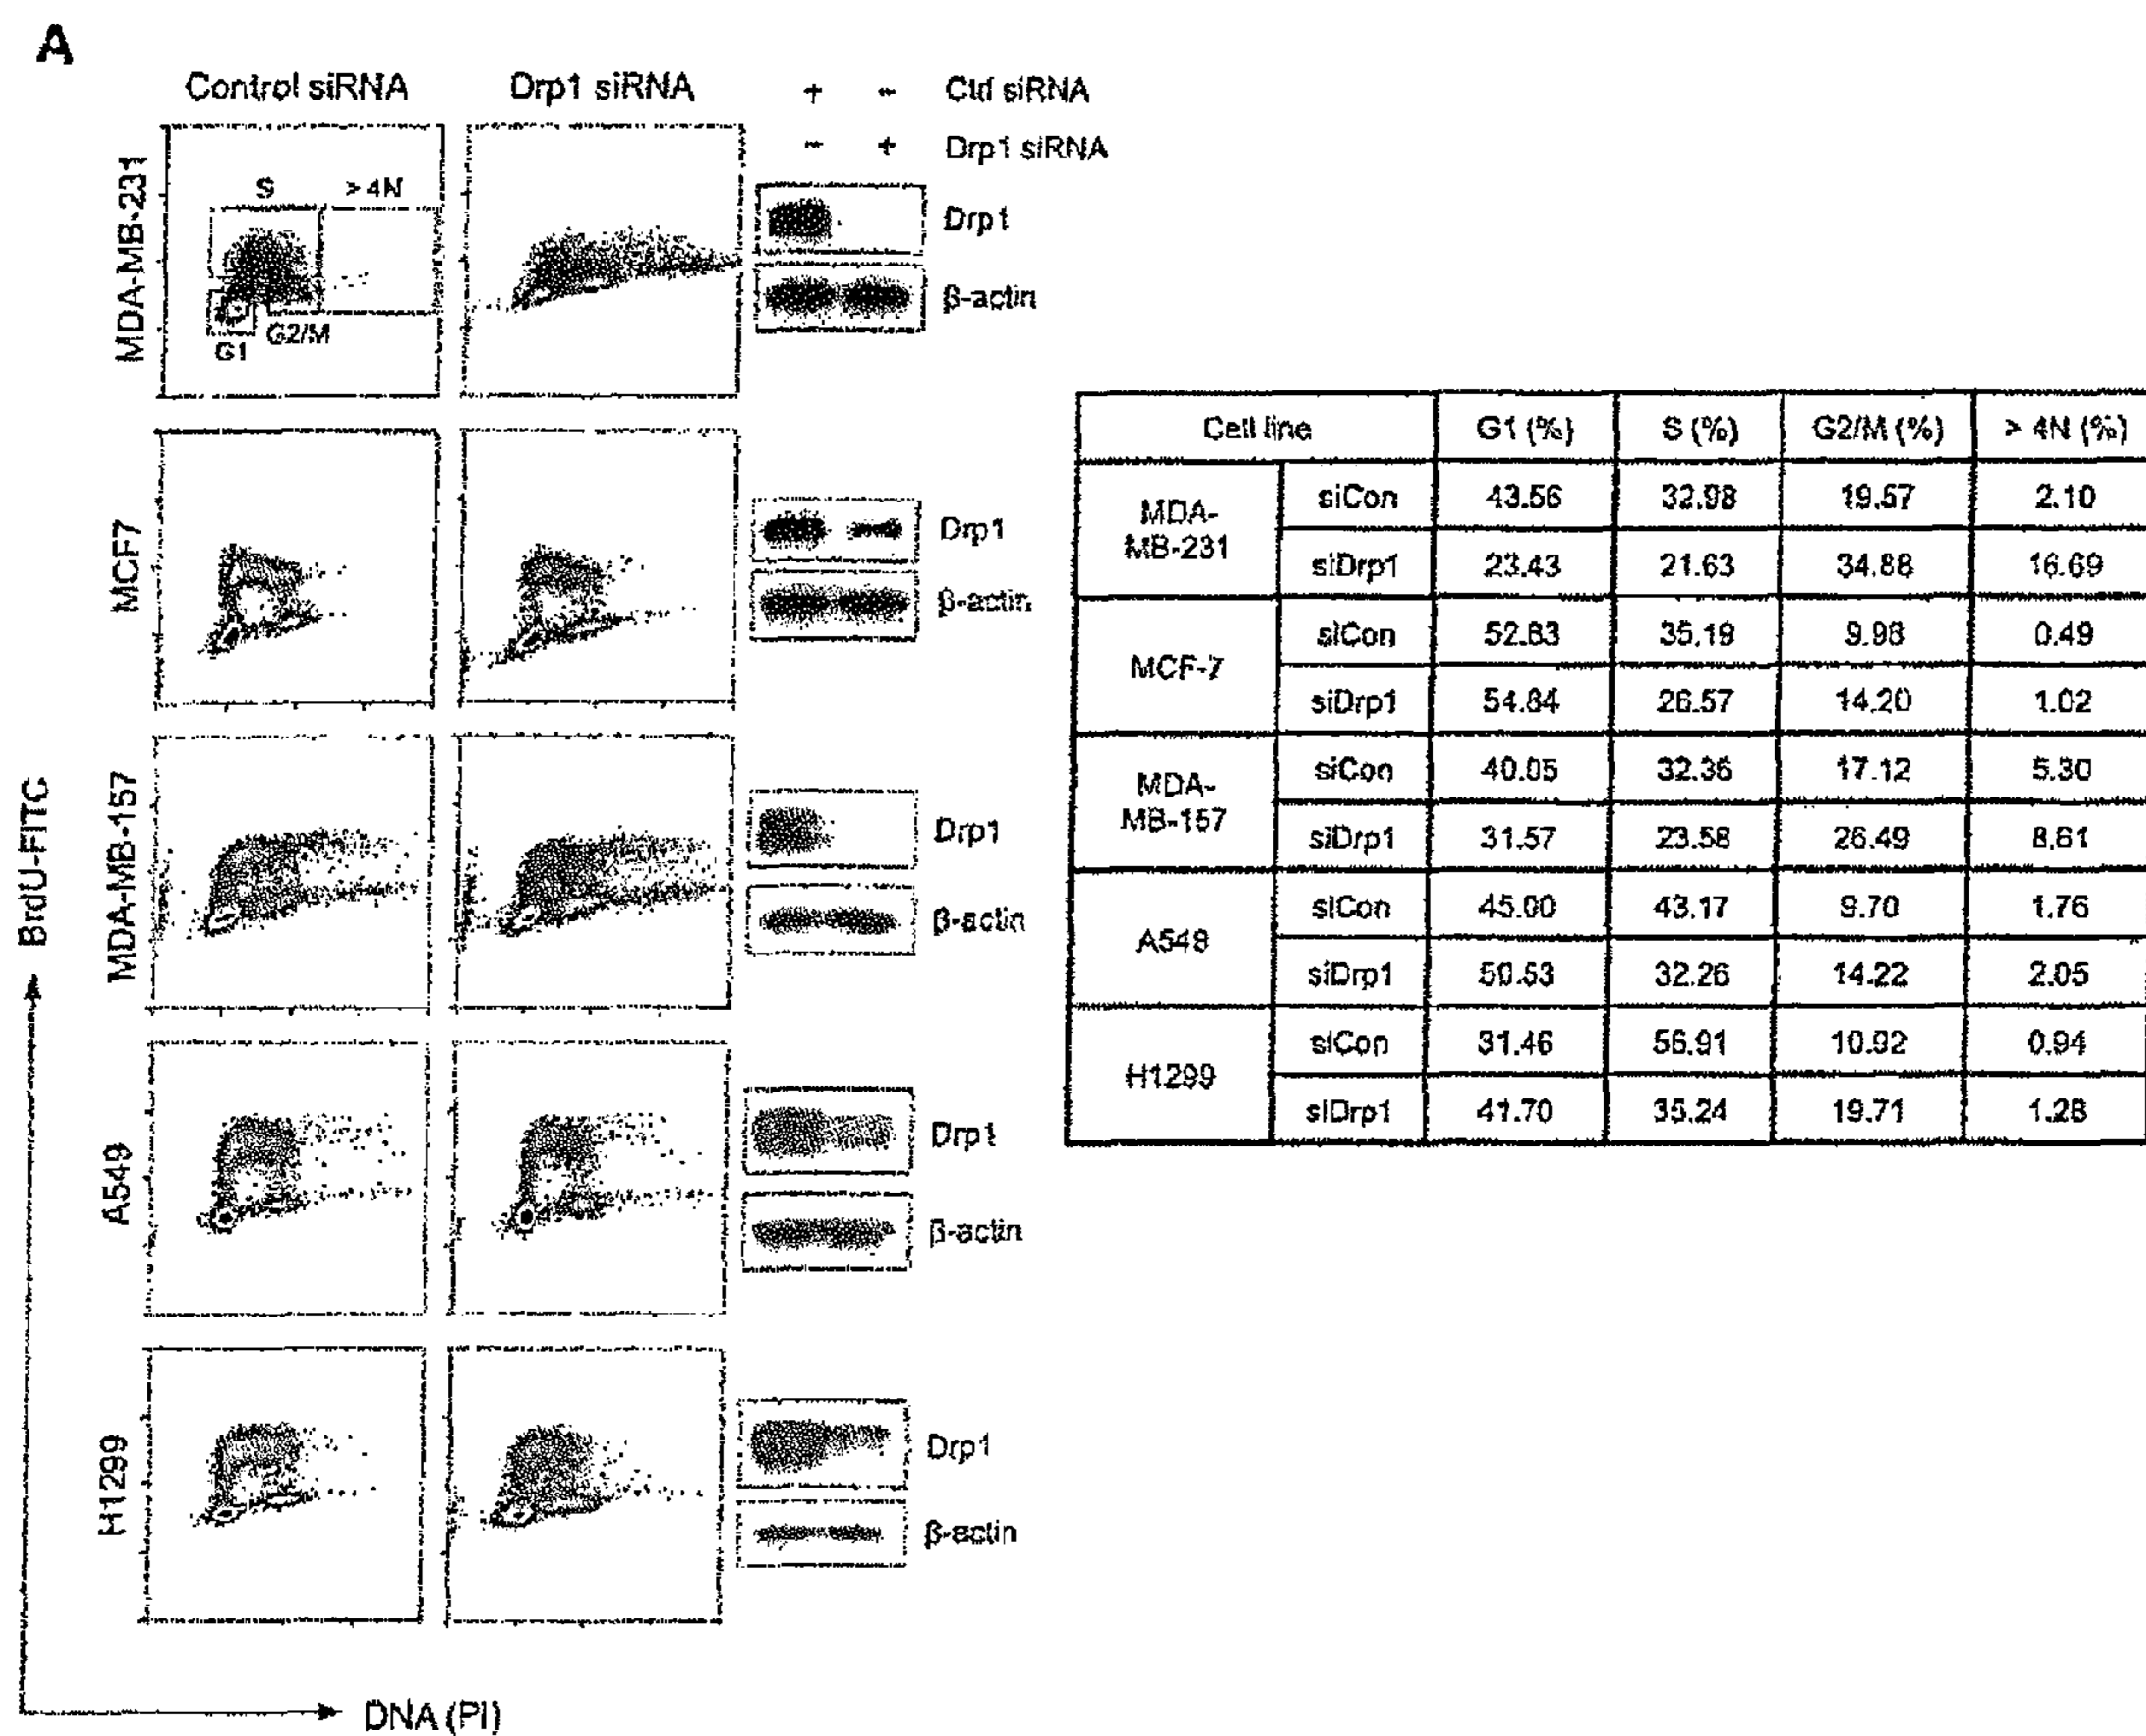 A
Control siRNA Drp1 siRNA + - Ctrl siRNA
- + Drp1 siRNA
MDA-MB-231
S > 4N
G1 G2/M
Drp1
β-actin
MCF7
Drp1
β-actin
MDA-MB-157
Drp1
β-actin
A549
Drp1
β-actin
H1299
Drp1
β-actin
BrdU-FITC
DNA (PI)
Cell line G1 (%) S (%) G2/M (%) > 4N (%)
MDA-
MB-231
siCon 43.56 32.98 19.57 2.10
siDrp1 23.43 21.63 34.88 16.69
MCF-7
siCon 52.83 35.19 9.98 0.49
siDrp1 54.84 26.57 14.20 1.02
MDA-
MB-157
siCon 40.05 32.36 17.12 5.30
siDrp1 31.57 23.58 26.49 8.61
A549
siCon 45.00 43.17 9.70 1.76
siDrp1 50.53 32.26 14.22 2.05
H1299
siCon 31.46 56.91 10.92 0.94
siDrp1 41.70 35.24 19.71 1.28